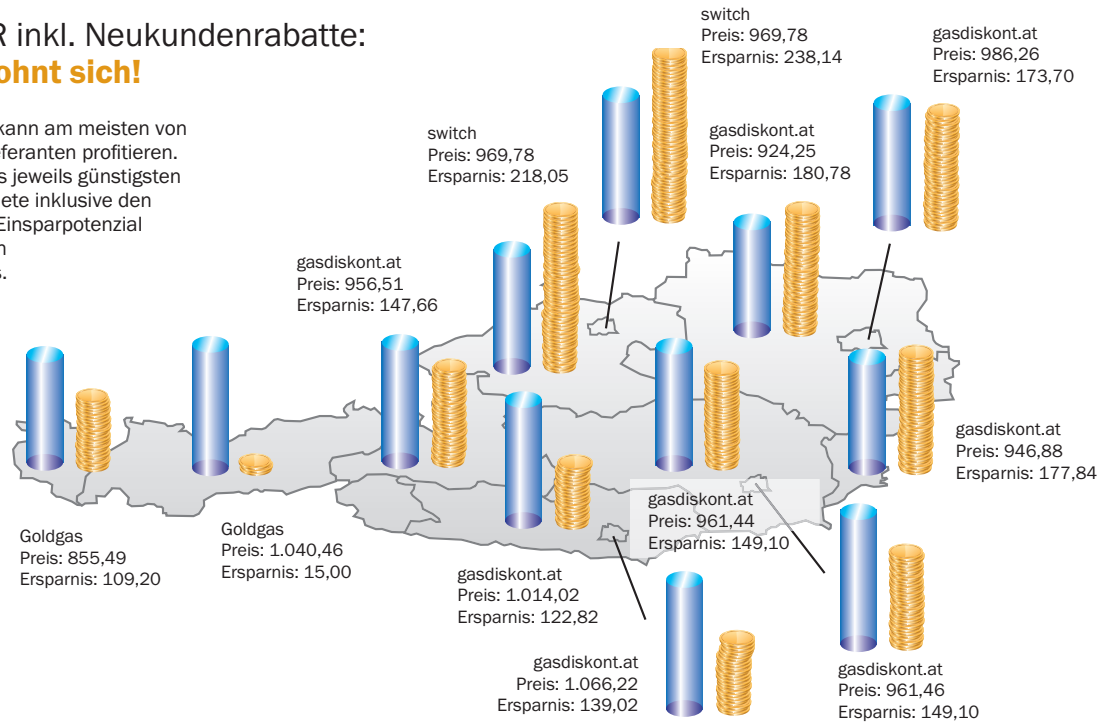 R inkl. Neukundenrabatte:
ohnt sich!
kann am meisten von
eferanten profitieren.
s jeweils günstigsten
ete inklusive den
Einsparpotenzial
n
s.
switch
Preis: 969,78
Ersparnis: 238,14
gasdiskont.at
Preis: 986,26
Ersparnis: 173,70
switch
Preis: 969,78
Ersparnis: 218,05
gasdiskont.at
Preis: 924,25
Ersparnis: 180,78
gasdiskont.at
Preis: 956,51
Ersparnis: 147,66
gasdiskont.at
Preis: 946,88
Ersparnis: 177,84
Goldgas
Preis: 855,49
Ersparnis: 109,20
Goldgas
Preis: 1.040,46
Ersparnis: 15,00
gasdiskont.at
Preis: 961,44
Ersparnis: 149,10
gasdiskont.at
Preis: 1.014,02
Ersparnis: 122,82
gasdiskont.at
Preis: 1.066,22
Ersparnis: 139,02
gasdiskont.at
Preis: 961,46
Ersparnis: 149,10